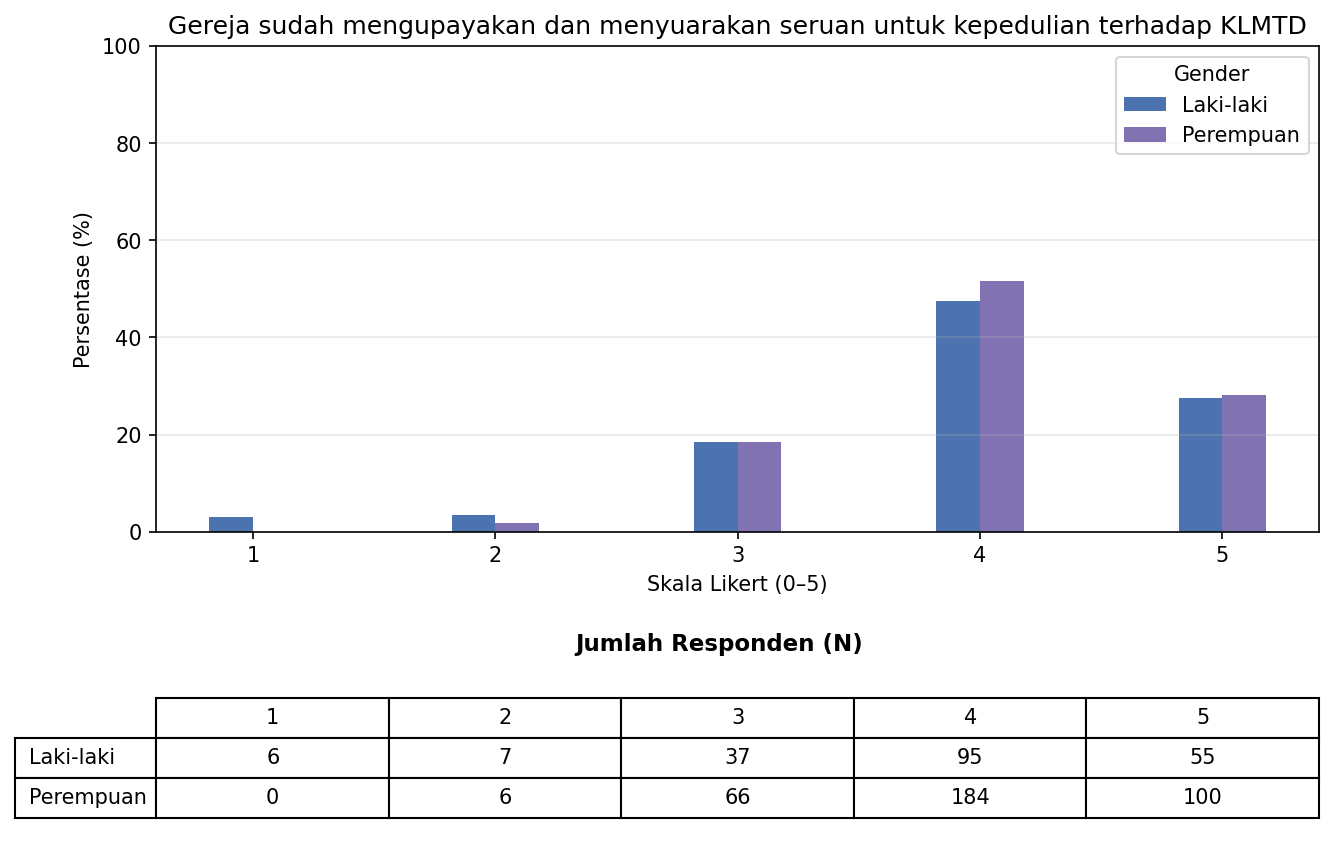 Gereja sudah mengupayakan dan menyuarakan seruan untuk kepedulian terhadap KLMTD
Gender
Laki-laki
Perempuan
Persentase (%)
100
80
60
40
20
0
1 2 3 4 5
Skala Likert (0–5)
Jumlah Responden (N)
1 2 3 4 5
Laki-laki 6 7 37 95 55
Perempuan 0 6 66 184 100